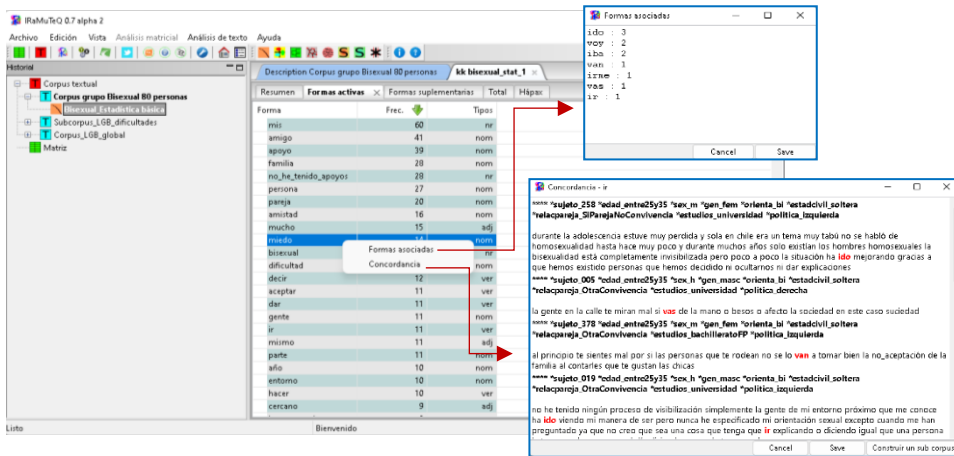 IRaMuTeQ 0.7 alpha 2
Archivo Edición Vista Análisis matricial Análisis de texto Ayuda
Historial
Corpus textual
Corpus grupo Bisexual 80 personas
Bisexual_Estadística básica
Subcorpus_LGB_dificultades
Corpus_LGB_global
Matriz
Description Corpus grupo Bisexual 80 personas kk bisexual_stat_1
Resumen Formas activas Formas suplementarias Total Hápax
Forma Frec. Tipos
mis 60 nr
amigo 41 nom
apoyo 39 nom
familia 28 nom
no_he_tenido_apoyos 28 nr
persona 27 nom
pareja 20 nom
amistad 16 nom
mucho 15 adj
miedo 14 nom
bisexual nr
dificultad nom
decir 12 ver
aceptar 11 ver
dar 11 ver
gente 11 nom
ir 11 ver
mismo 11 adj
parte 11 nom
año 10 nom
entorno 10 nom
hacer 10 ver
cercano 9 adj
Formas asociadas
Concordancia
Listo Bienvenido
Formas asociadas
ido : 3
voy : 2
iba : 2
van : 1
irme : 1
vas : 1
ir : 1
Cancel Save
Concordancia - ir
**** *sujeto_258 *edad_entre25y35 *sex_m *gen_fem *orienta_bi *estadcivil_soltera
*relacpareja_SiParejaNoConvivencia *estudios_universidad *politica_izquierda
durante la adolescencia estuve muy perdida y sola en chile era un tema muy tabú no se habló de
homosexualidad hasta hace muy poco y durante muchos años solo existían los hombres homosexuales la
bisexualidad está completamente invisibilizada pero poco a poco la situación ha ido mejorando gracias a
que hemos existido personas que hemos decidido ni ocultarnos ni dar explicaciones
**** *sujeto_005 *edad_entre25y35 *sex_h *gen_masc *orienta_bi *estadcivil_soltera
*relacpareja_OtraConvivencia *estudios_universidad *politica_derecha
la gente en la calle te miran mal si vas de la mano o besos o afecto la sociedad en este caso suciedad
**** *sujeto_378 *edad_entre25y35 *sex_m *gen_fem *orienta_bi *estadcivil_soltera
*relacpareja_OtraConvivencia *estudios_bachilleratoFP *politica_izquierda
al principio te sientes mal por si las personas que te rodean no se lo van a tomar bien la no_aceptación de la
familia al contarles que te gustan las chicas
**** *sujeto_019 *edad_entre25y35 *sex_h *gen_masc *orienta_bi *estadcivil_soltera
*relacpareja_OtraConvivencia *estudios_universidad *politica_izquierda
no he tenido ningún proceso de visibilización simplemente la gente de mi entorno próximo que me conoce
ha ido viendo mi manera de ser pero nunca he especificado mi orientación sexual excepto cuando me han
preguntado ya que no creo que sea una cosa que tenga que ir explicando o diciendo igual que una persona
Cancel Save Construir un sub corpus